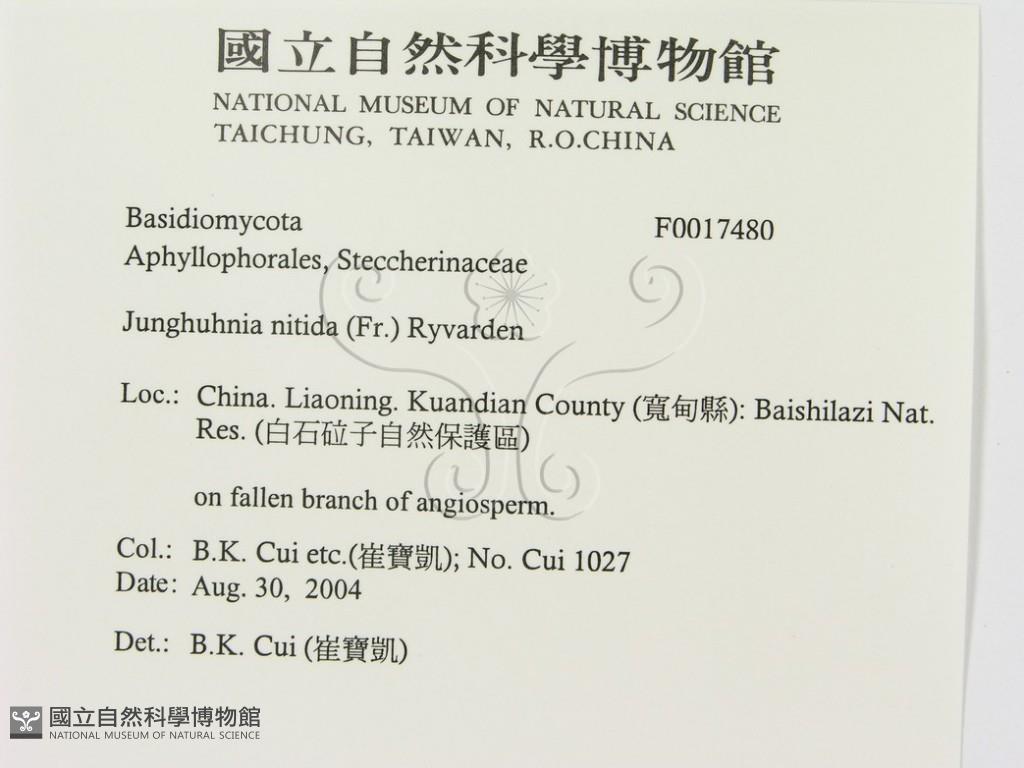 國立自然科學博物館
NATIONAL MUSEUM OF NATURAL SCIENCE
TAICHUNG, TAIWAN, R.O.CHINA
Basidiomycota F0017480
Aphyllophorales, Steccherinaceae
Junghuhnia nitida (Fr.) Ryvarden
Loc.: China. Liaoning. Kuandian County (寬甸縣): Baishilazi Nat.
Res. (白石砬子自然保護區)
on fallen branch of angiosperm.
Col.: B.K. Cui etc.(崔寶凱); No. Cui 1027
Date: Aug. 30, 2004
Det.: B.K. Cui (崔寶凱)
國立自然科學博物館
NATIONAL MUSEUM OF NATURAL SCIENCE